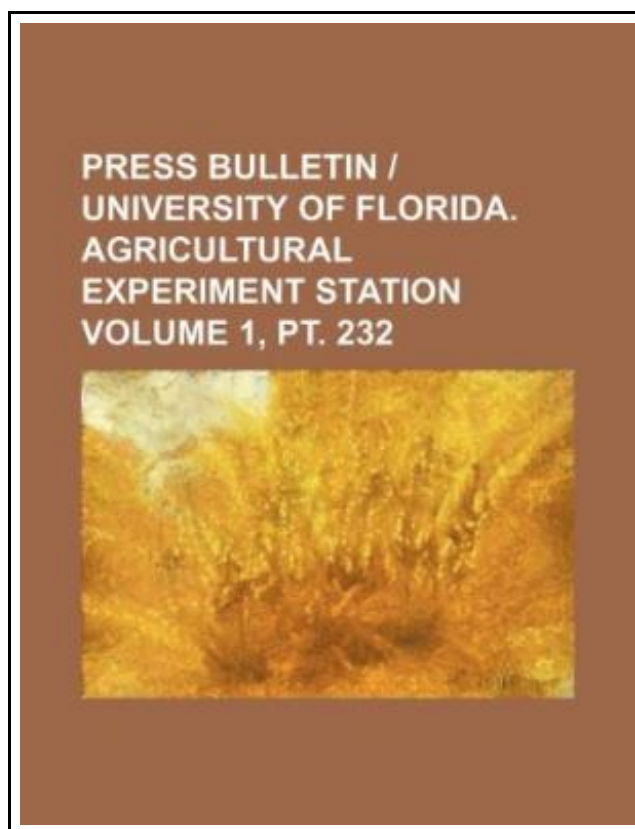 PRESS BULLETIN /
UNIVERSITY OF FLORIDA.
AGRICULTURAL
EXPERIMENT STATION
VOLUME 1, PT. 232